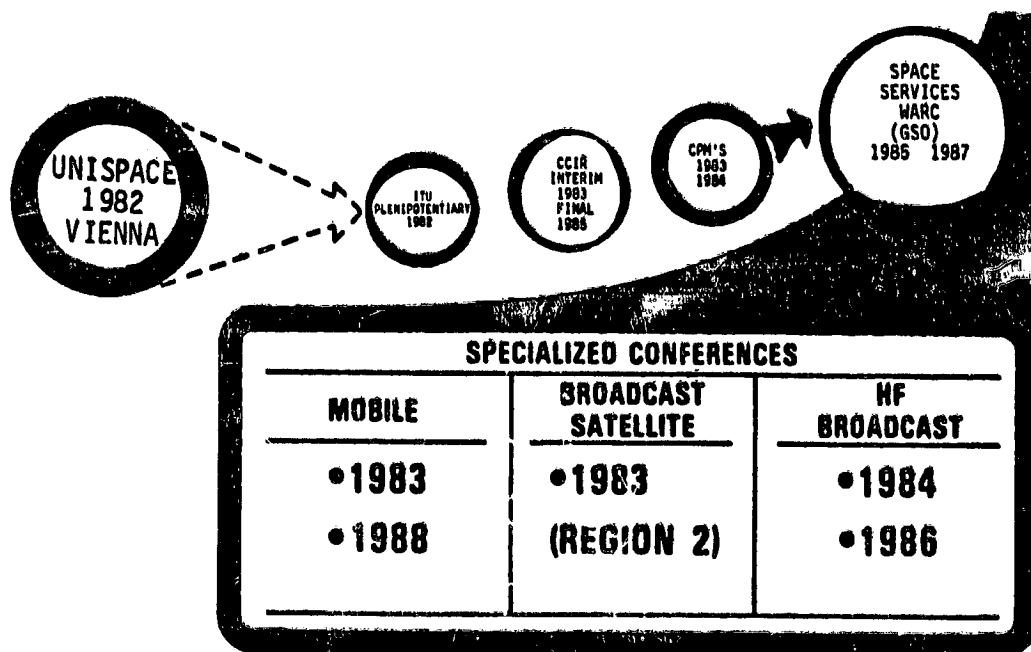 UNISPACE
1982
VIENNA
ITU
PLENIPOTENTIARY
1982
CCIR
INTERIM
1983
FINAL
1985
CPM'S
1983
1984
SPACE
SERVICES
WARC
(GSO)
1985 1987
SPECIALIZED CONFERENCES
MOBILE
•1983
•1988
BROADCAST
SATELLITE
•1983
(REGION 2)
HF
BROADCAST
•1984
•1986